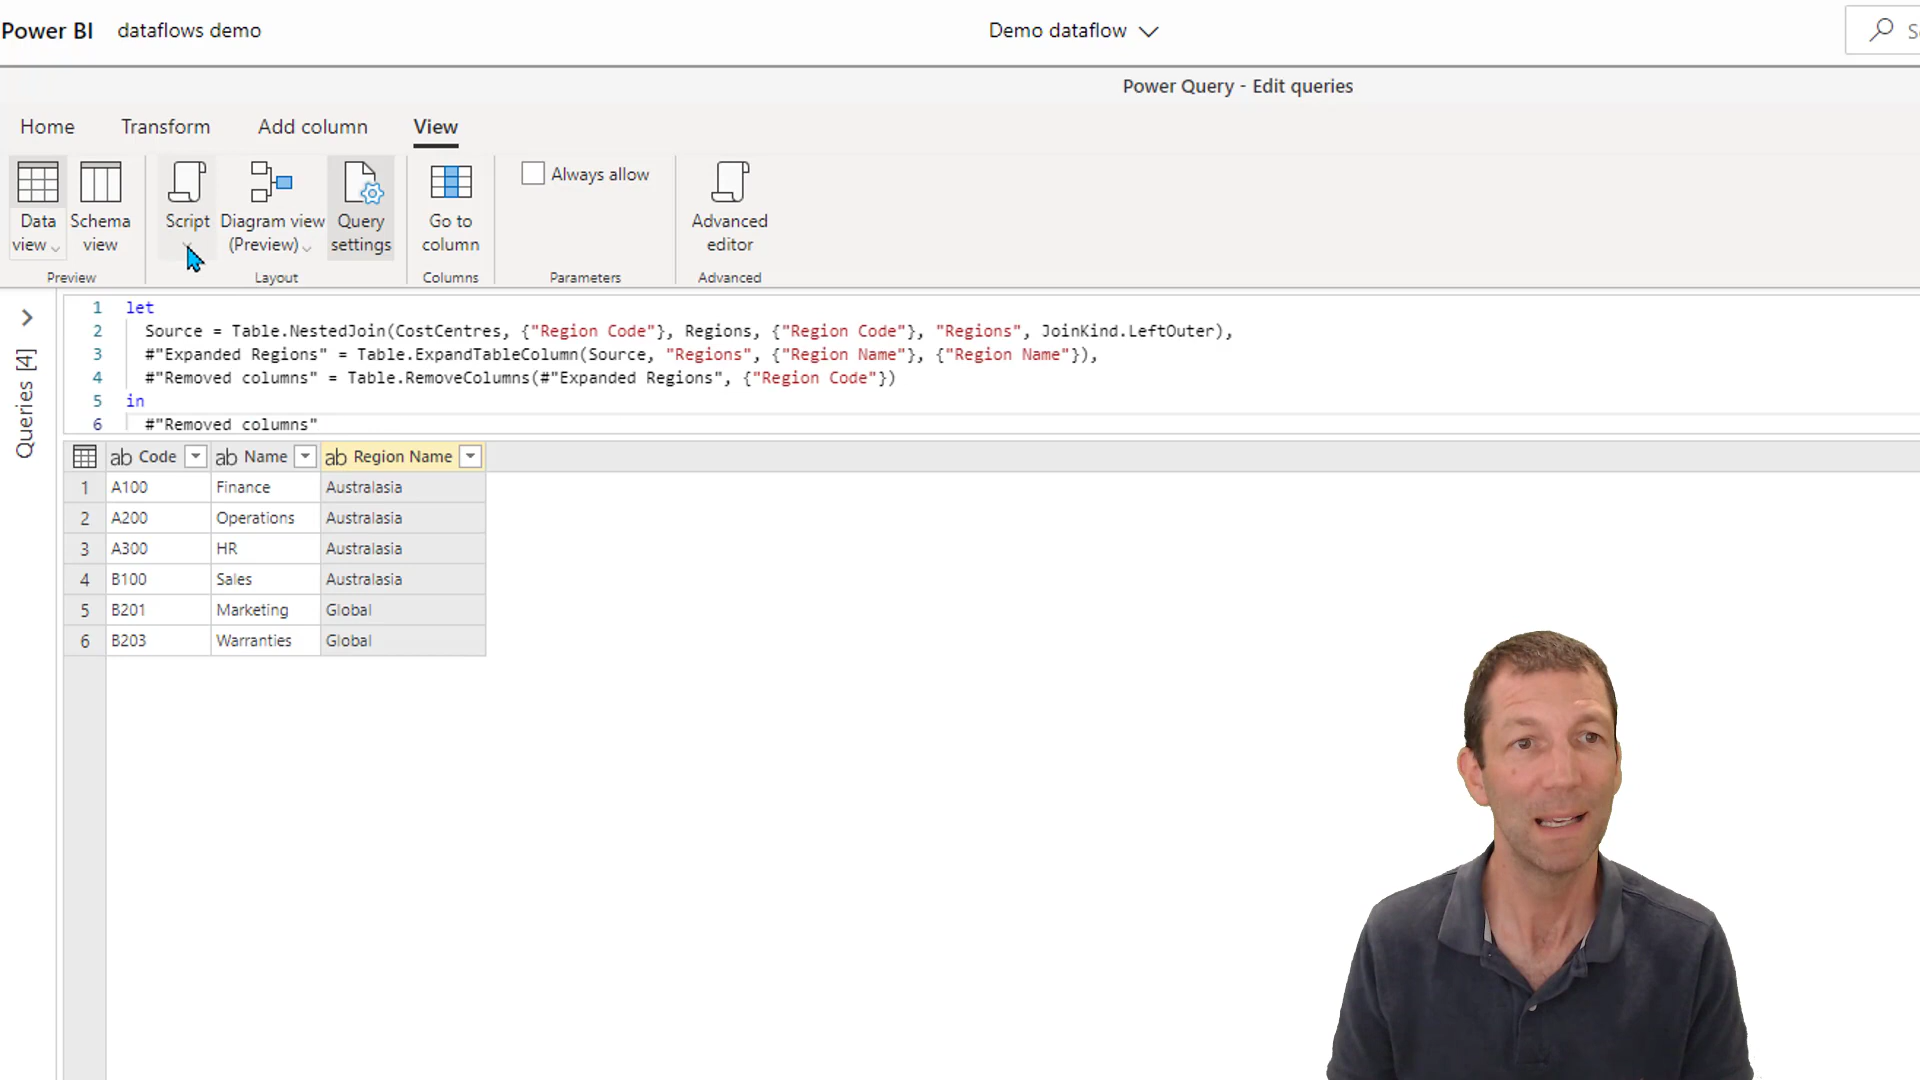 Power BI dataflows demo Demo dataflow
Power Query - Edit queries
Home Transform Add column View
Always allow
Data view
Schema view
Script
Diagram view (Preview)
Query settings
Go to column
Advanced editor
Preview Layout Columns Parameters Advanced
Queries [4]
1 let
2 Source = Table.NestedJoin(CostCentres, {"Region Code"}, Regions, {"Region Code"}, "Regions", JoinKind.LeftOuter),
3 #"Expanded Regions" = Table.ExpandTableColumn(Source, "Regions", {"Region Name"}, {"Region Name"}),
4 #"Removed columns" = Table.RemoveColumns(#"Expanded Regions", {"Region Code"})
5 in
6 #"Removed columns"
ab Code ab Name ab Region Name
1 A100 Finance Australasia
2 A200 Operations Australasia
3 A300 HR Australasia
4 B100 Sales Australasia
5 B201 Marketing Global
6 B203 Warranties Global